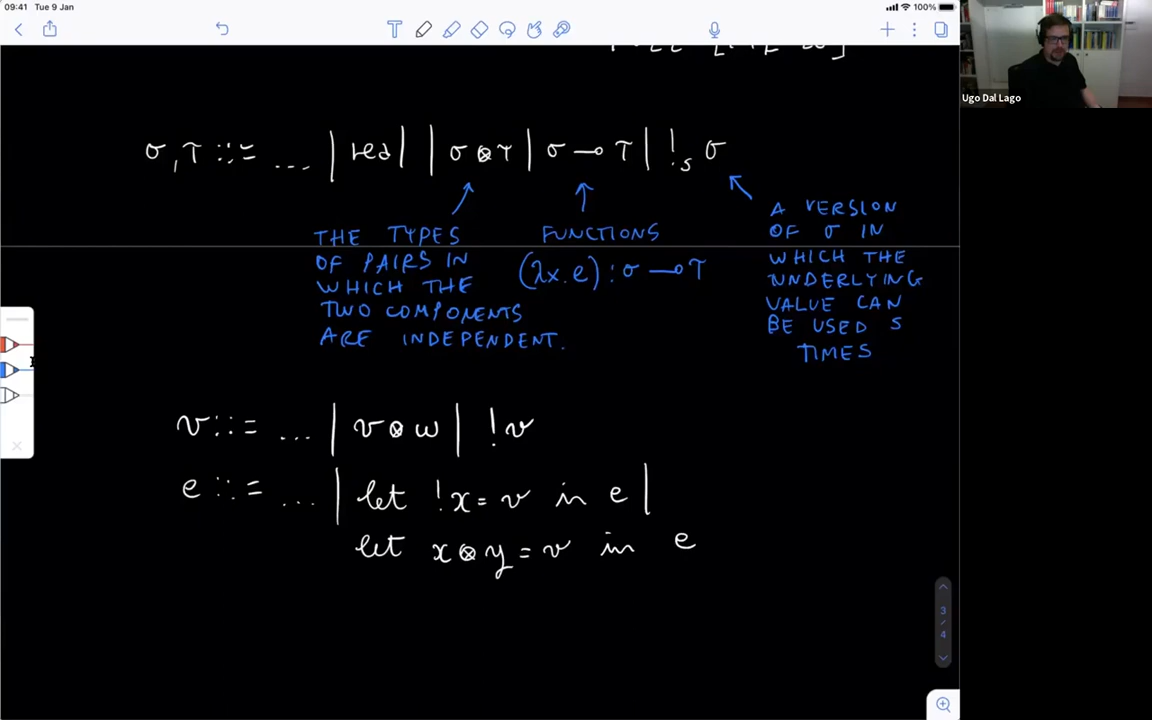 09:41 Tue 9 Jan
100%
Ugo Dal Lago
σ, τ ::= ... | real | σ⊗τ | σ ⊸ τ | !ₛ σ
THE TYPES
OF PAIRS IN
WHICH THE
TWO COMPONENTS
ARE INDEPENDENT.
FUNCTIONS
(λx.e) : σ ⊸ τ
A VERSION
OF σ IN
WHICH THE
UNDERLYING
VALUE CAN
BE USED S
TIMES
v ::= ... | v⊗w | !v
e ::= ... | let !x = v in e |
let x⊗y = v in e
3
/
4